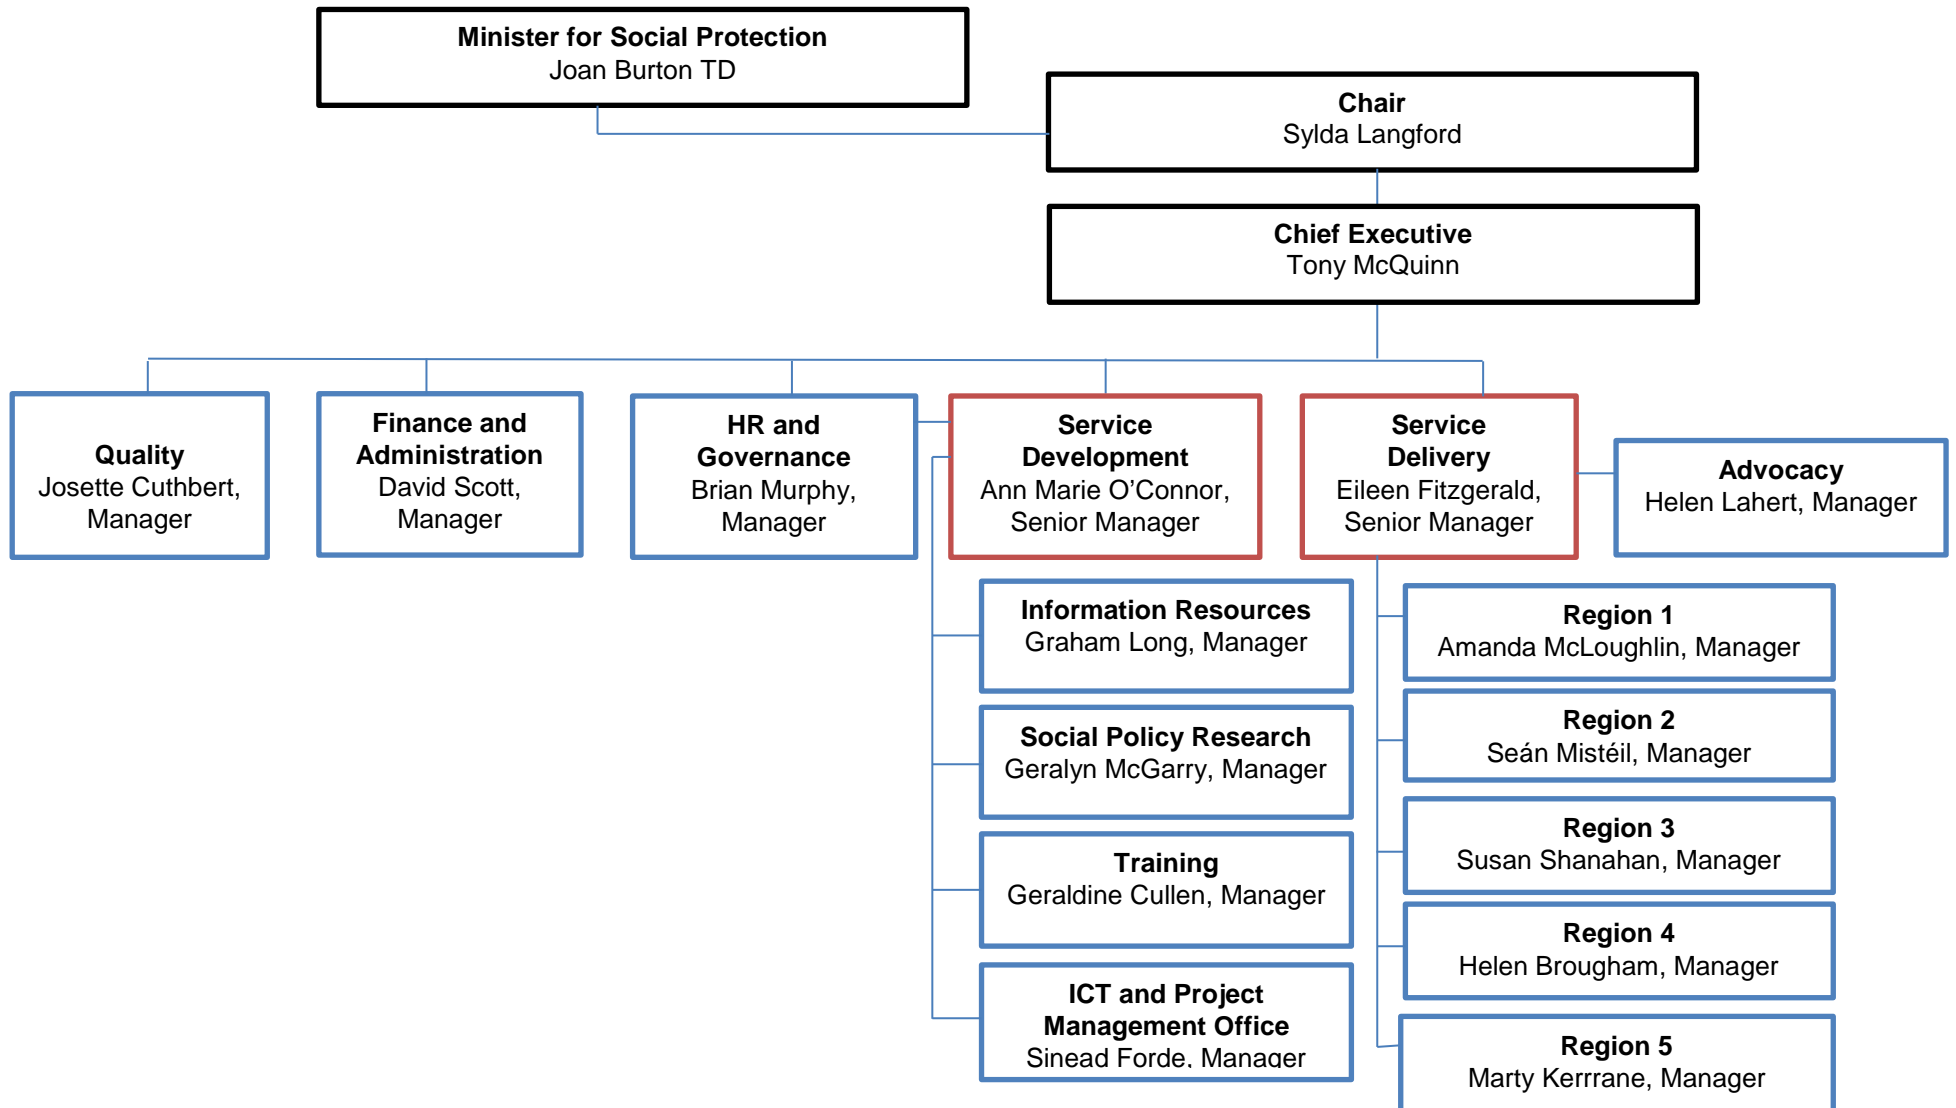 Minister for Social Protection
Joan Burton TD
Chair
Sylda Langford
Chief Executive
Tony McQuinn
Quality
Josette Cuthbert,
Manager
Finance and
Administration
David Scott,
Manager
HR and
Governance
Brian Murphy,
Manager
Service
Development
Ann Marie O’Connor,
Senior Manager
Service
Delivery
Eileen Fitzgerald,
Senior Manager
Advocacy
Helen Lahert, Manager
Information Resources
Graham Long, Manager
Social Policy Research
Geralyn McGarry, Manager
Training
Geraldine Cullen, Manager
ICT and Project
Management Office
Sinead Forde, Manager
Region 1
Amanda McLoughlin, Manager
Region 2
Seán Mistéil, Manager
Region 3
Susan Shanahan, Manager
Region 4
Helen Brougham, Manager
Region 5
Marty Kerrrane, Manager